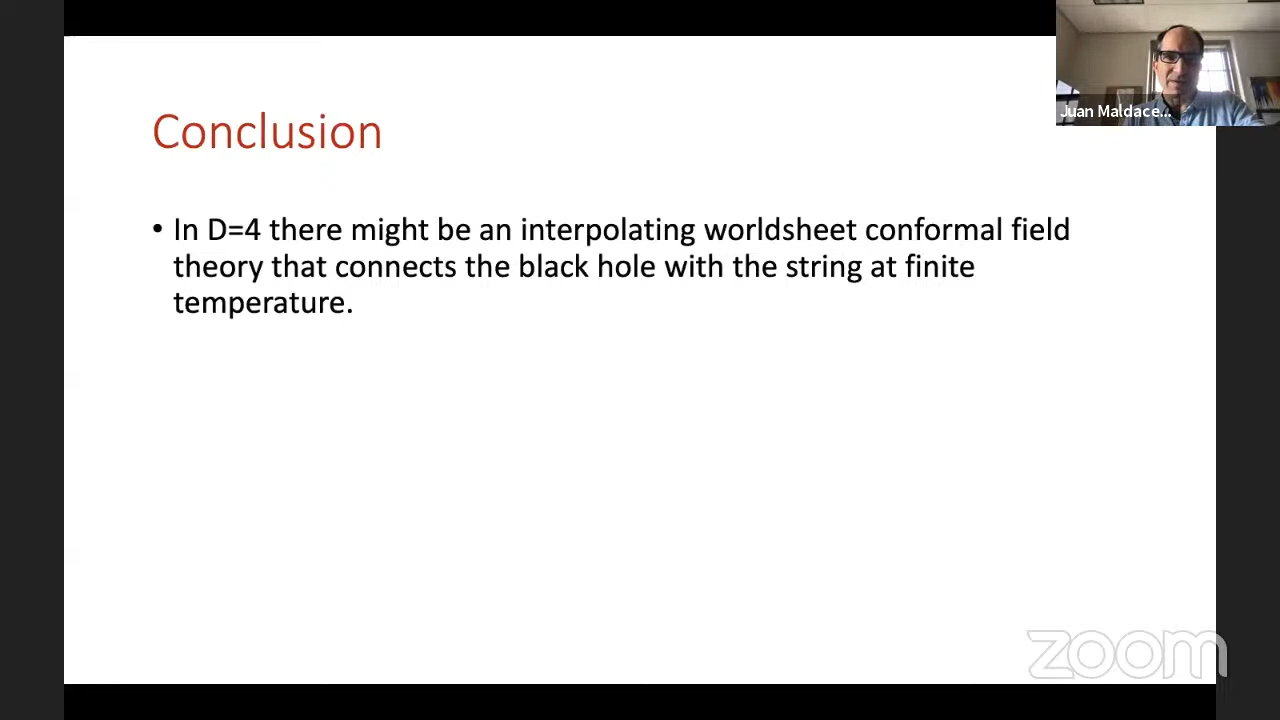 Juan Maldace...
Conclusion
• In D=4 there might be an interpolating worldsheet conformal field
theory that connects the black hole with the string at finite
temperature.
zoom